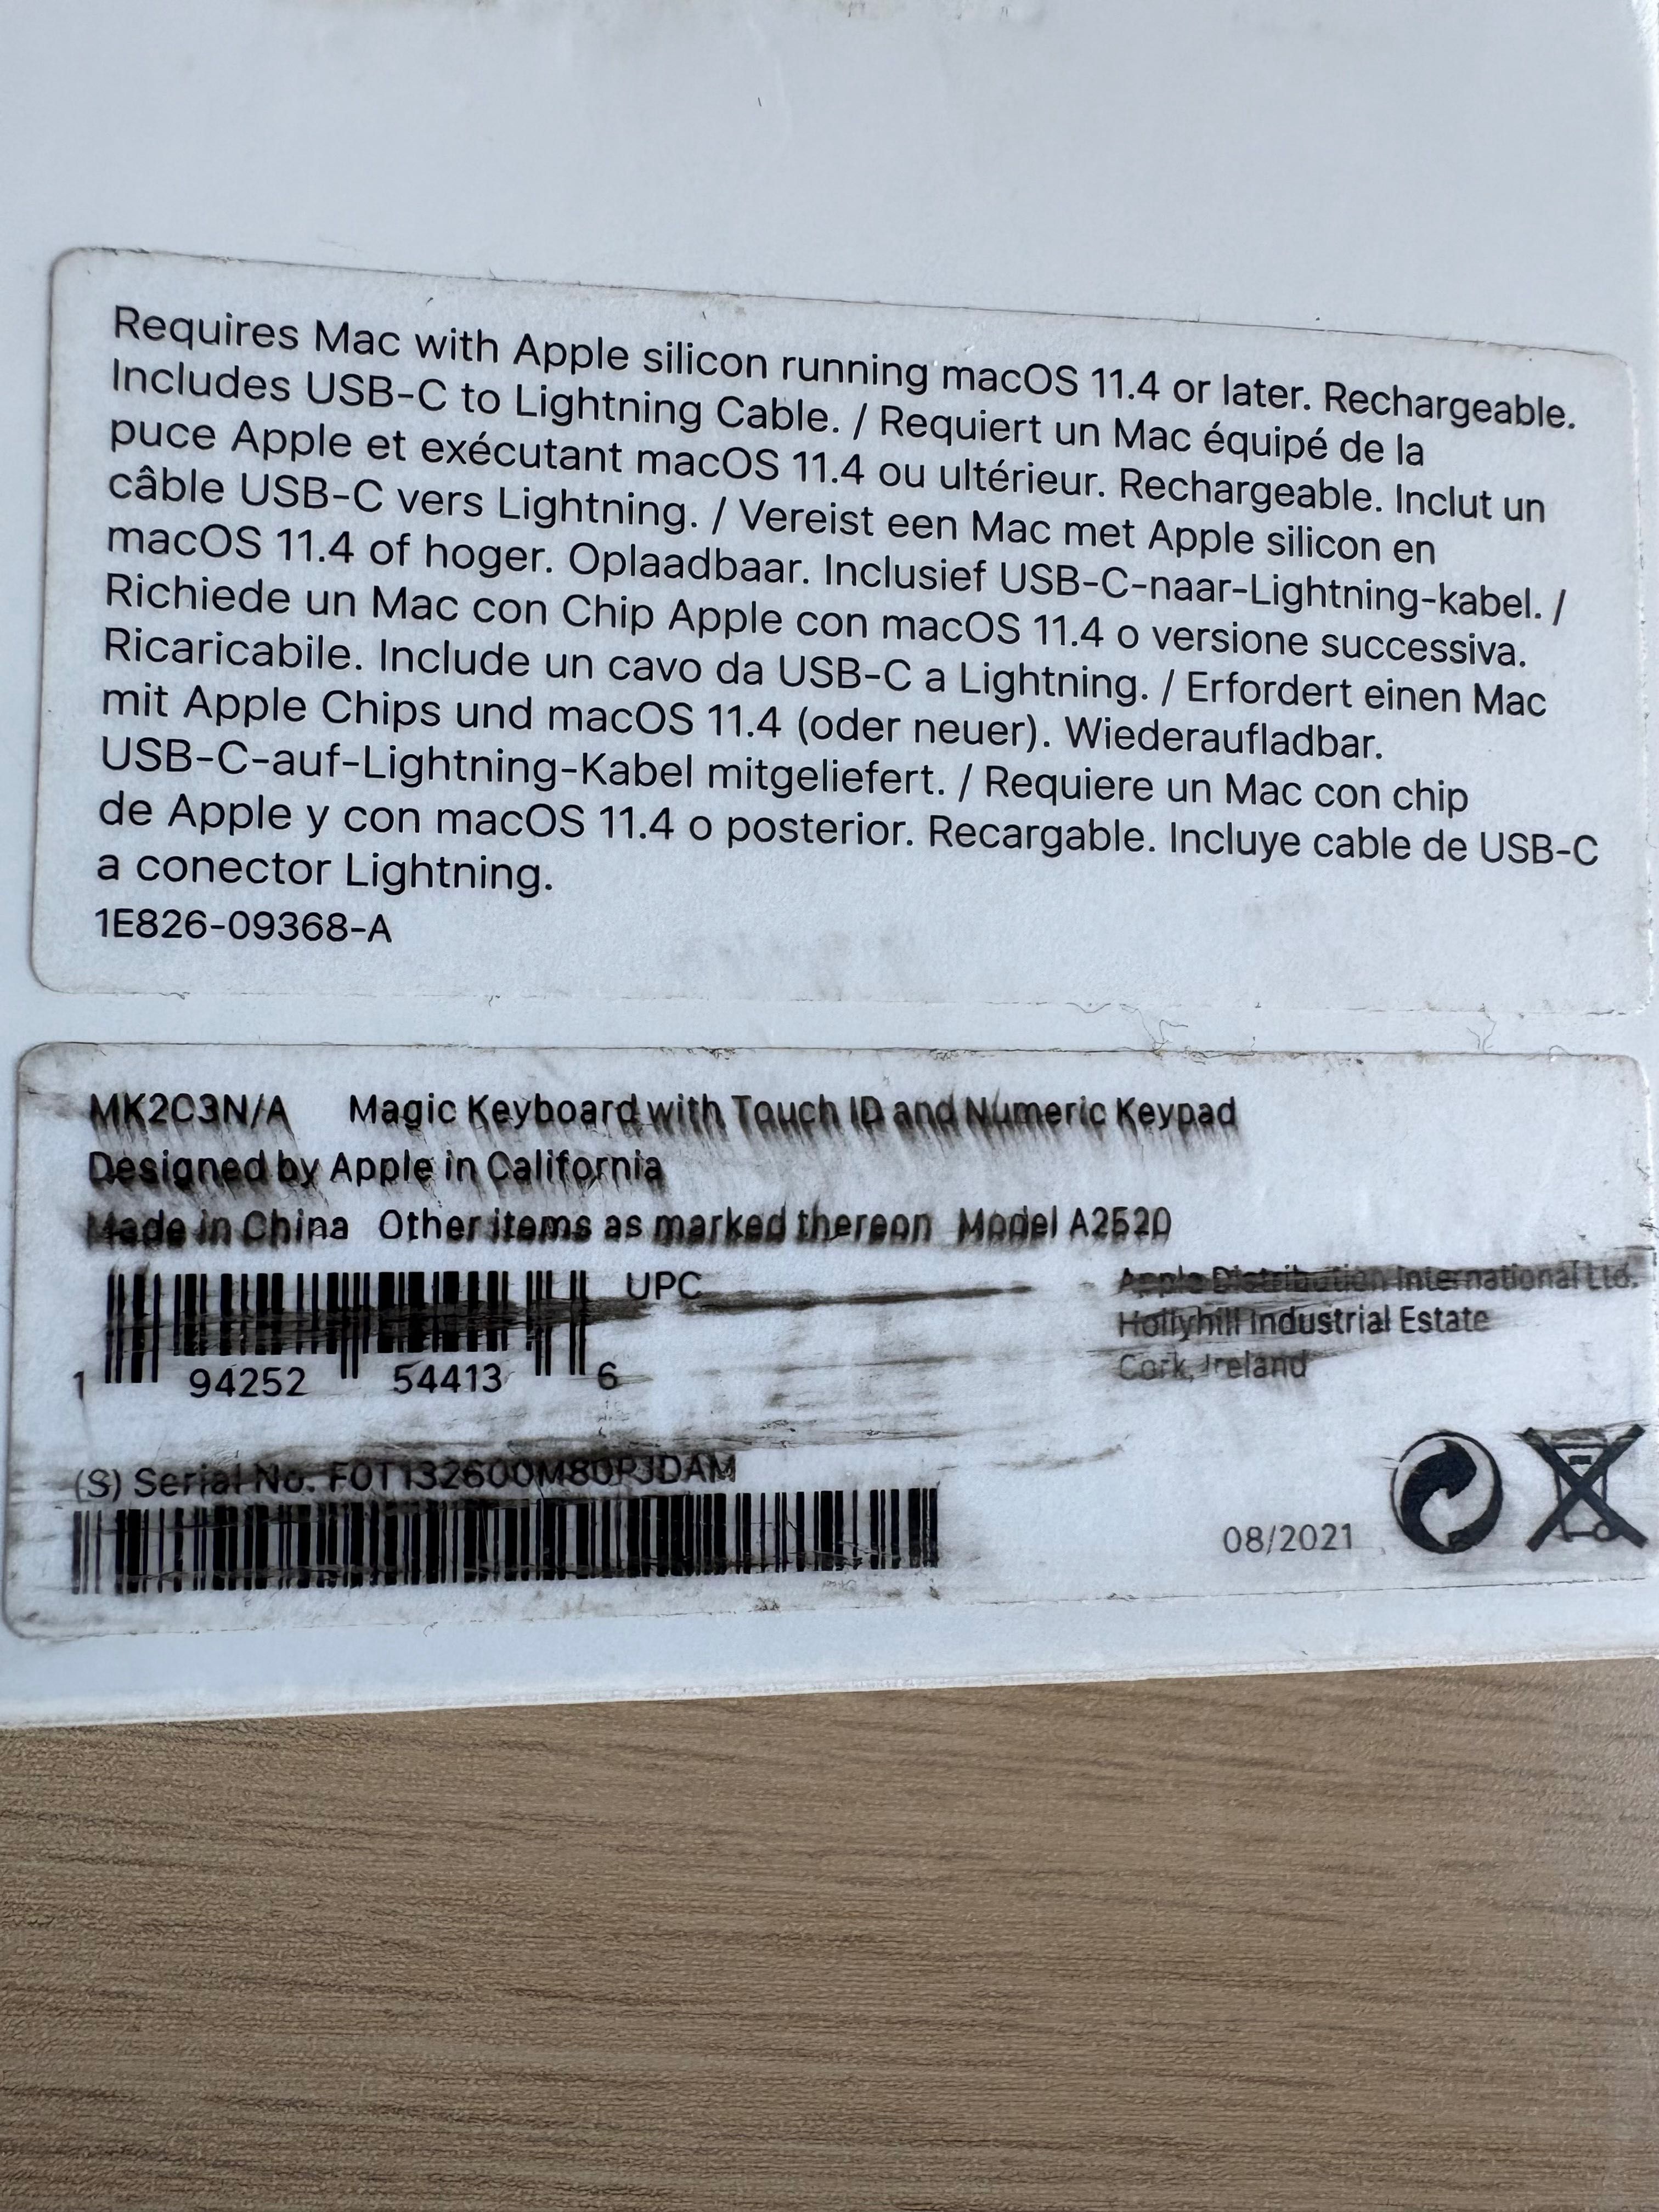 Requires Mac with Apple silicon running macOS 11.4 or later. Rechargeable.
Includes USB-C to Lightning Cable. / Requiert un Mac équipé de la
puce Apple et exécutant macOS 11.4 ou ultérieur. Rechargeable. Inclut un
câble USB-C vers Lightning. / Vereist een Mac met Apple silicon en
macOS 11.4 of hoger. Oplaadbaar. Inclusief USB-C-naar-Lightning-kabel. /
Richiede un Mac con Chip Apple con macOS 11.4 o versione successiva.
Ricaricabile. Include un cavo da USB-C a Lightning. / Erfordert einen Mac
mit Apple Chips und macOS 11.4 (oder neuer). Wiederaufladbar.
USB-C-auf-Lightning-Kabel mitgeliefert. / Requiere un Mac con chip
de Apple y con macOS 11.4 o posterior. Recargable. Incluye cable de USB-C
a conector Lightning.
1E826-09368-A
MK2C3N/A Magic Keyboard with Touch ID and Numeric Keypad
Designed by Apple in California
Made in China Other items as marked thereon Model A2520
UPC
1 94252 54413 6
Apple Distribution International Ltd.
Hollyhill Industrial Estate
Cork, Ireland
(S) Serial No.
08/2021